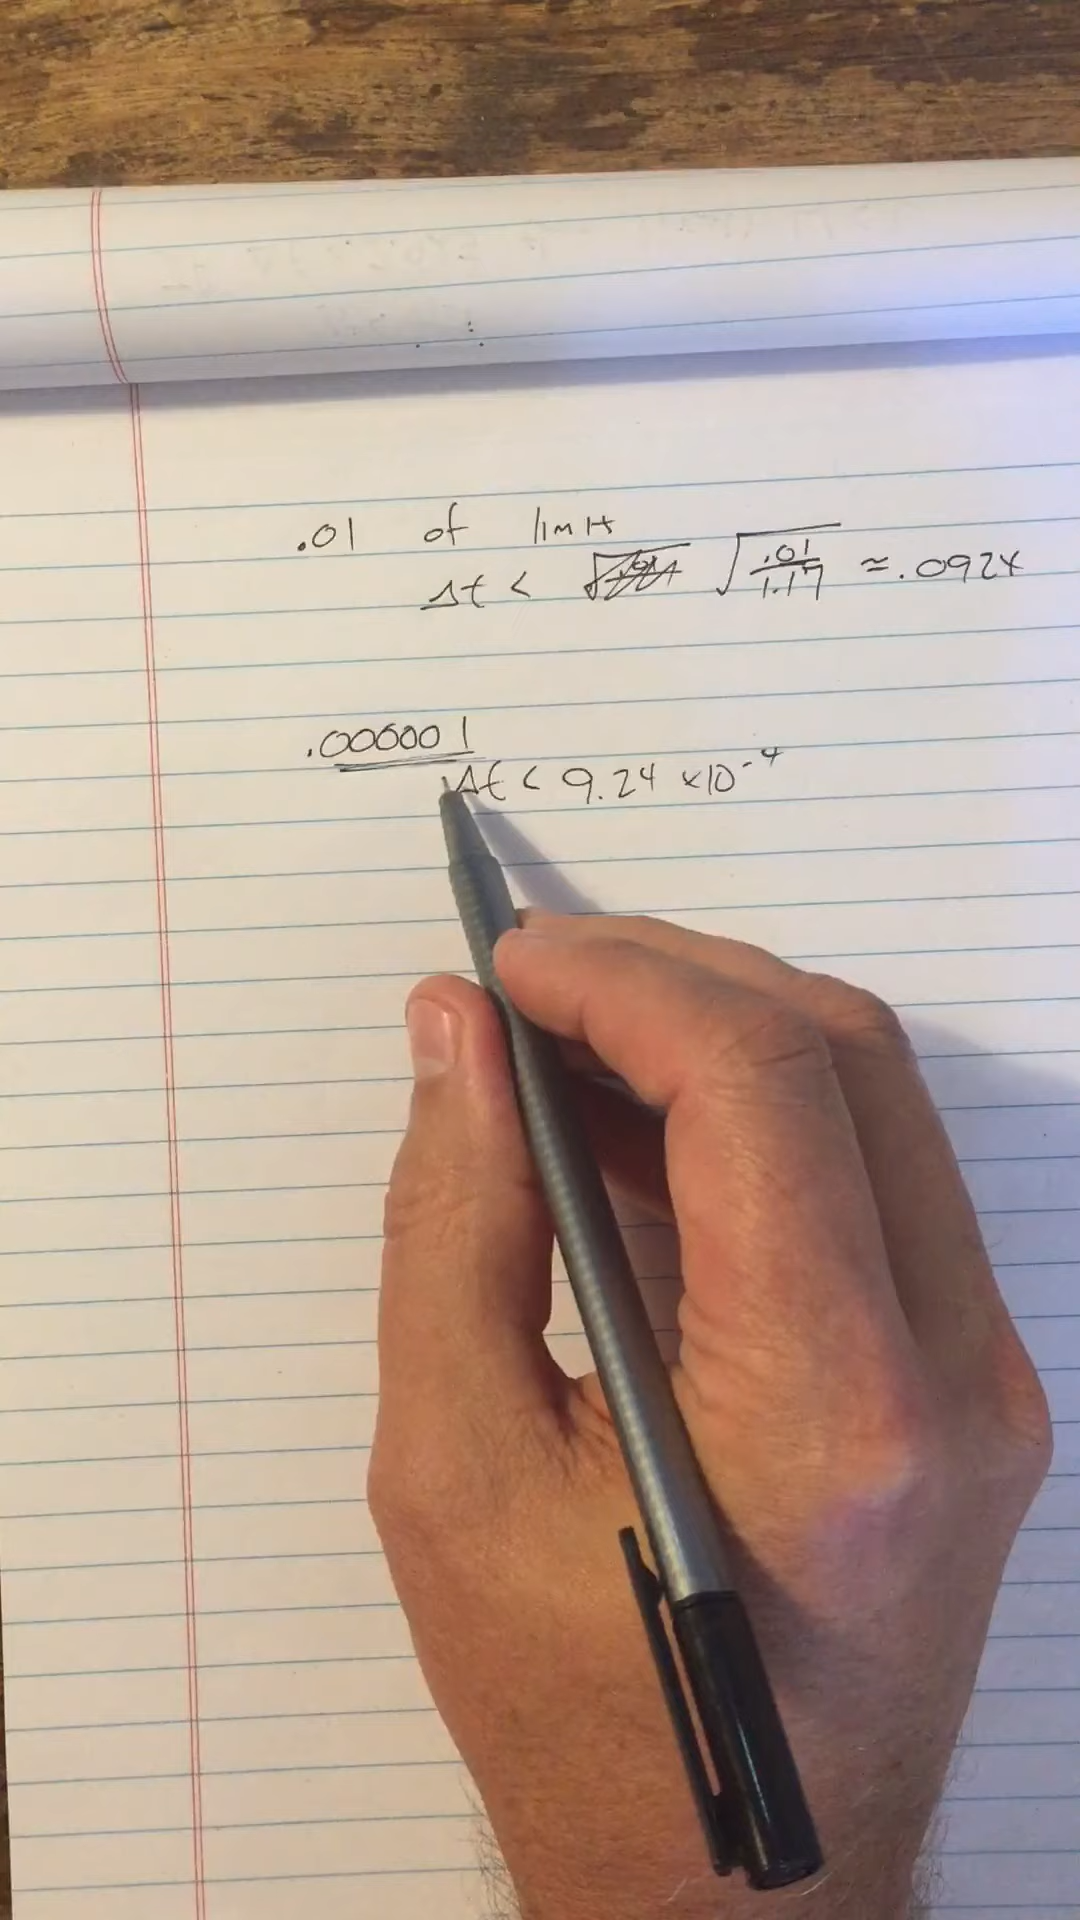 .01 of limit
Δt < √(.01/1.17) ≈ .0924
.000001
Δt < 9.24 ×10⁻⁴